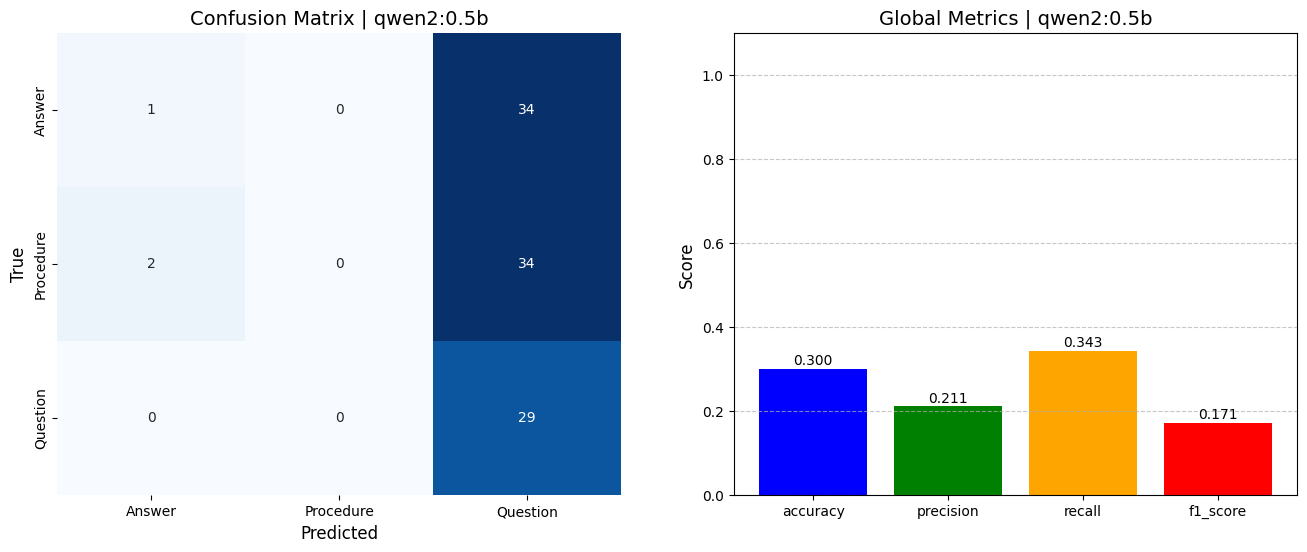 Confusion Matrix | qwen2:0.5b
True
Answer
Procedure
Question
1 0 34
2 0 34
0 0 29
Answer Procedure Question
Predicted
Global Metrics | qwen2:0.5b
Score
1.0
0.8
0.6
0.4
0.2
0.0
0.300
0.211
0.343
0.171
accuracy precision recall f1_score